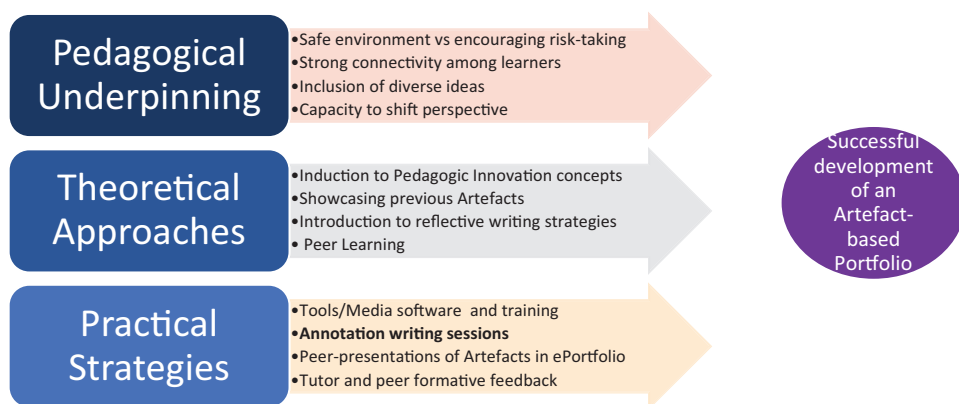 Pedagogical
Underpinning
•Safe environment vs encouraging risk-taking
•Strong connectivity among learners
•Inclusion of diverse ideas
•Capacity to shift perspective
Theoretical
Approaches
•Induction to Pedagogic Innovation concepts
•Showcasing previous Artefacts
•Introduction to reflective writing strategies
• Peer Learning
Practical
Strategies
•Tools/Media software and training
•Annotation writing sessions
•Peer-presentations of Artefacts in ePortfolio
•Tutor and peer formative feedback
Successful
development
of an
Artefact-
based
Portfolio